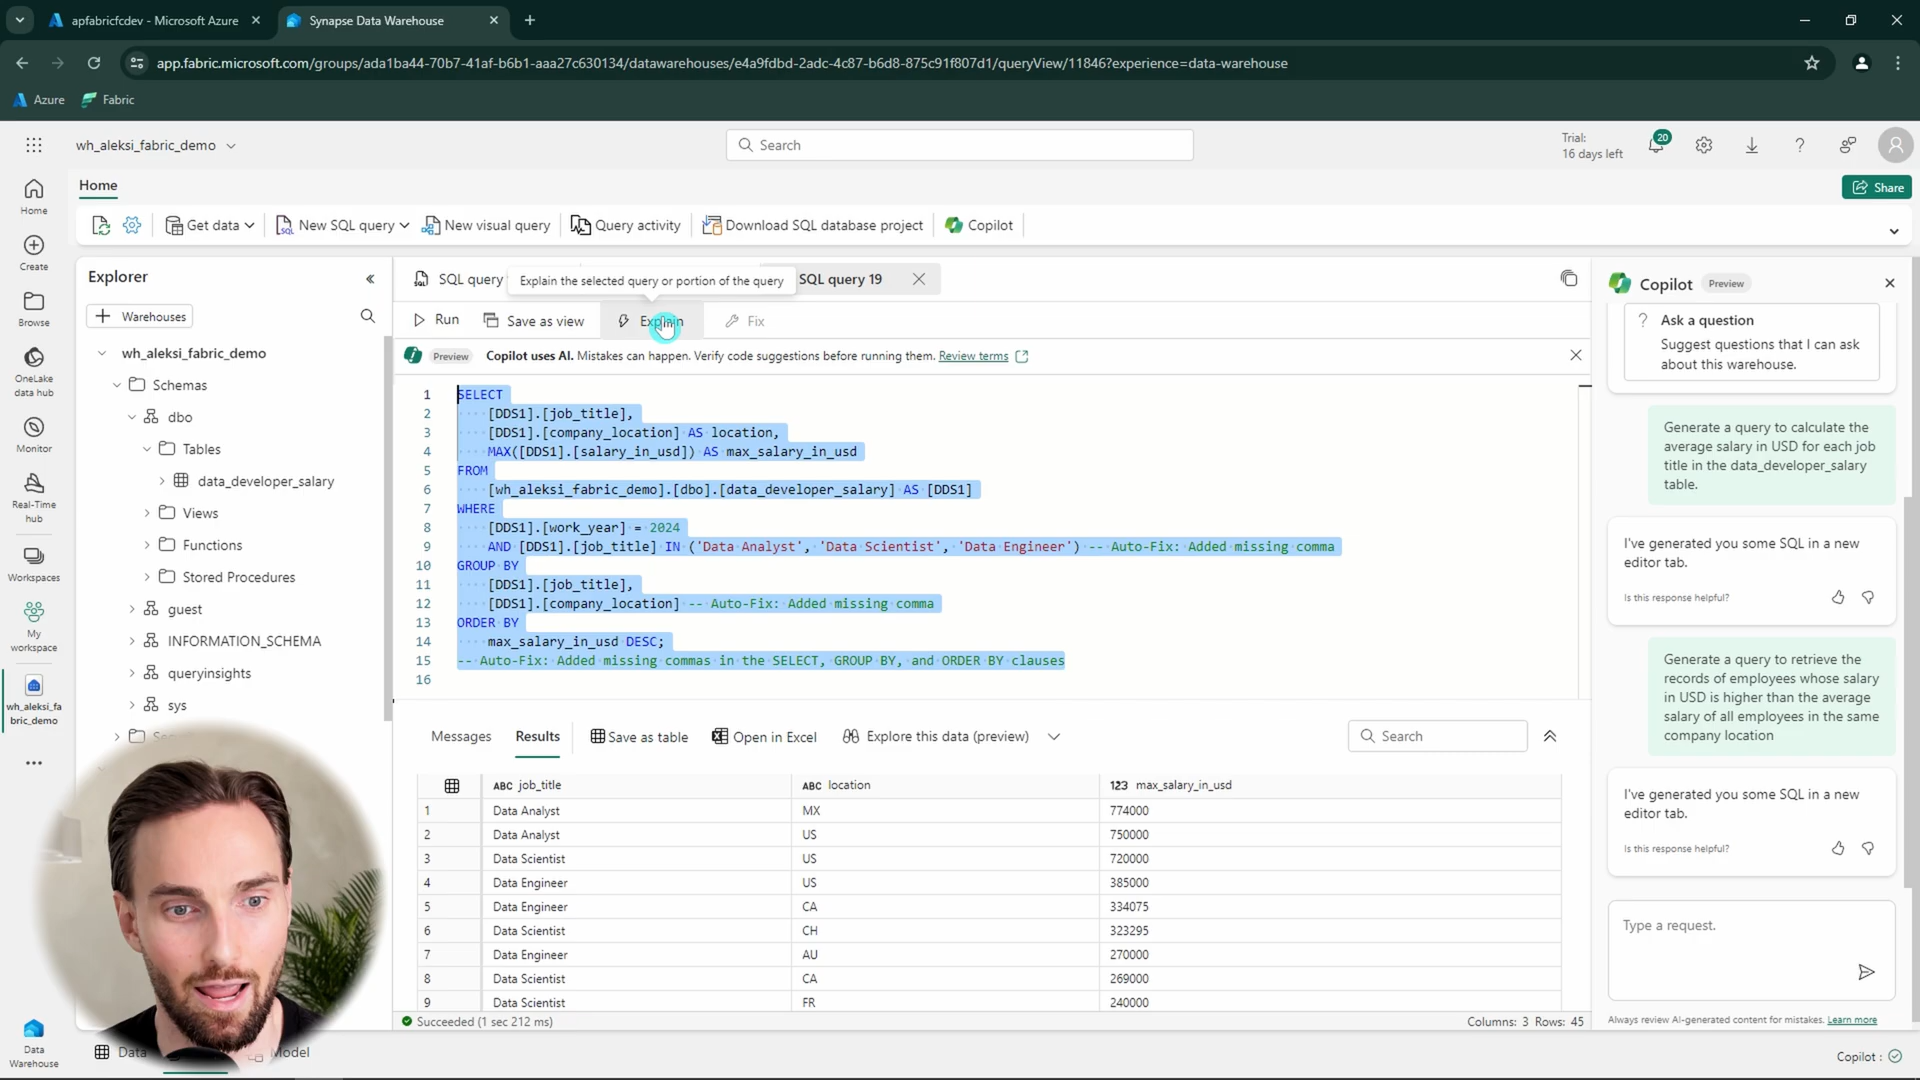 apfabricfcdev - Microsoft Azure
Synapse Data Warehouse
app.fabric.microsoft.com/groups/ada1ba44-70b7-41af-b6b1-aaa27c630134/datawarehouses/e4a9fdbd-2adc-4c87-b6d8-875c91f807d1/queryView/11846?experience=data-warehouse
Azure
Fabric
wh_aleksi_fabric_demo
Search
Trial:
16 days left
20
Home
Share
Get data
New SQL query
New visual query
Query activity
Download SQL database project
Copilot
Home
Create
Browse
OneLake
data hub
Monitor
Real-Time
hub
Workspaces
My
workspace
wh_aleksi_fa
bric_demo
Data
Warehouse
Explorer
Warehouses
wh_aleksi_fabric_demo
Schemas
dbo
Tables
data_developer_salary
Views
Functions
Stored Procedures
guest
INFORMATION_SCHEMA
queryinsights
sys
SQL query
Explain the selected query or portion of the query
SQL query 19
Run
Save as view
Explain
Fix
Preview
Copilot uses AI. Mistakes can happen. Verify code suggestions before running them. Review terms
1 SELECT
2 [DDS1].[job_title],
3 [DDS1].[company_location] AS location,
4 MAX([DDS1].[salary_in_usd]) AS max_salary_in_usd
5 FROM
6 [wh_aleksi_fabric_demo].[dbo].[data_developer_salary] AS [DDS1]
7 WHERE
8 [DDS1].[work_year] = 2024
9 AND [DDS1].[job_title] IN ('Data Analyst', 'Data Scientist', 'Data Engineer') -- Auto-Fix: Added missing comma
10 GROUP BY
11 [DDS1].[job_title],
12 [DDS1].[company_location] -- Auto-Fix: Added missing comma
13 ORDER BY
14 max_salary_in_usd DESC;
15 -- Auto-Fix: Added missing commas in the SELECT, GROUP BY, and ORDER BY clauses
16
Messages
Results
Save as table
Open in Excel
Explore this data (preview)
Search
ABC job_title ABC location 123 max_salary_in_usd
1 Data Analyst MX 774000
2 Data Analyst US 750000
3 Data Scientist US 720000
4 Data Engineer US 385000
5 Data Engineer CA 334075
6 Data Scientist CH 323295
7 Data Engineer AU 270000
8 Data Scientist CA 269000
9 Data Scientist FR 240000
Succeeded (1 sec 212 ms)
Columns: 3 Rows: 45
Data
Model
Copilot :
Copilot
Preview
? Ask a question
Suggest questions that I can ask
about this warehouse.
Generate a query to calculate the
average salary in USD for each job
title in the data_developer_salary
table.
I've generated you some SQL in a new
editor tab.
Is this response helpful?
Generate a query to retrieve the
records of employees whose salary
in USD is higher than the average
salary of all employees in the same
company location
I've generated you some SQL in a new
editor tab.
Is this response helpful?
Type a request.
Always review AI-generated content for mistakes. Learn more